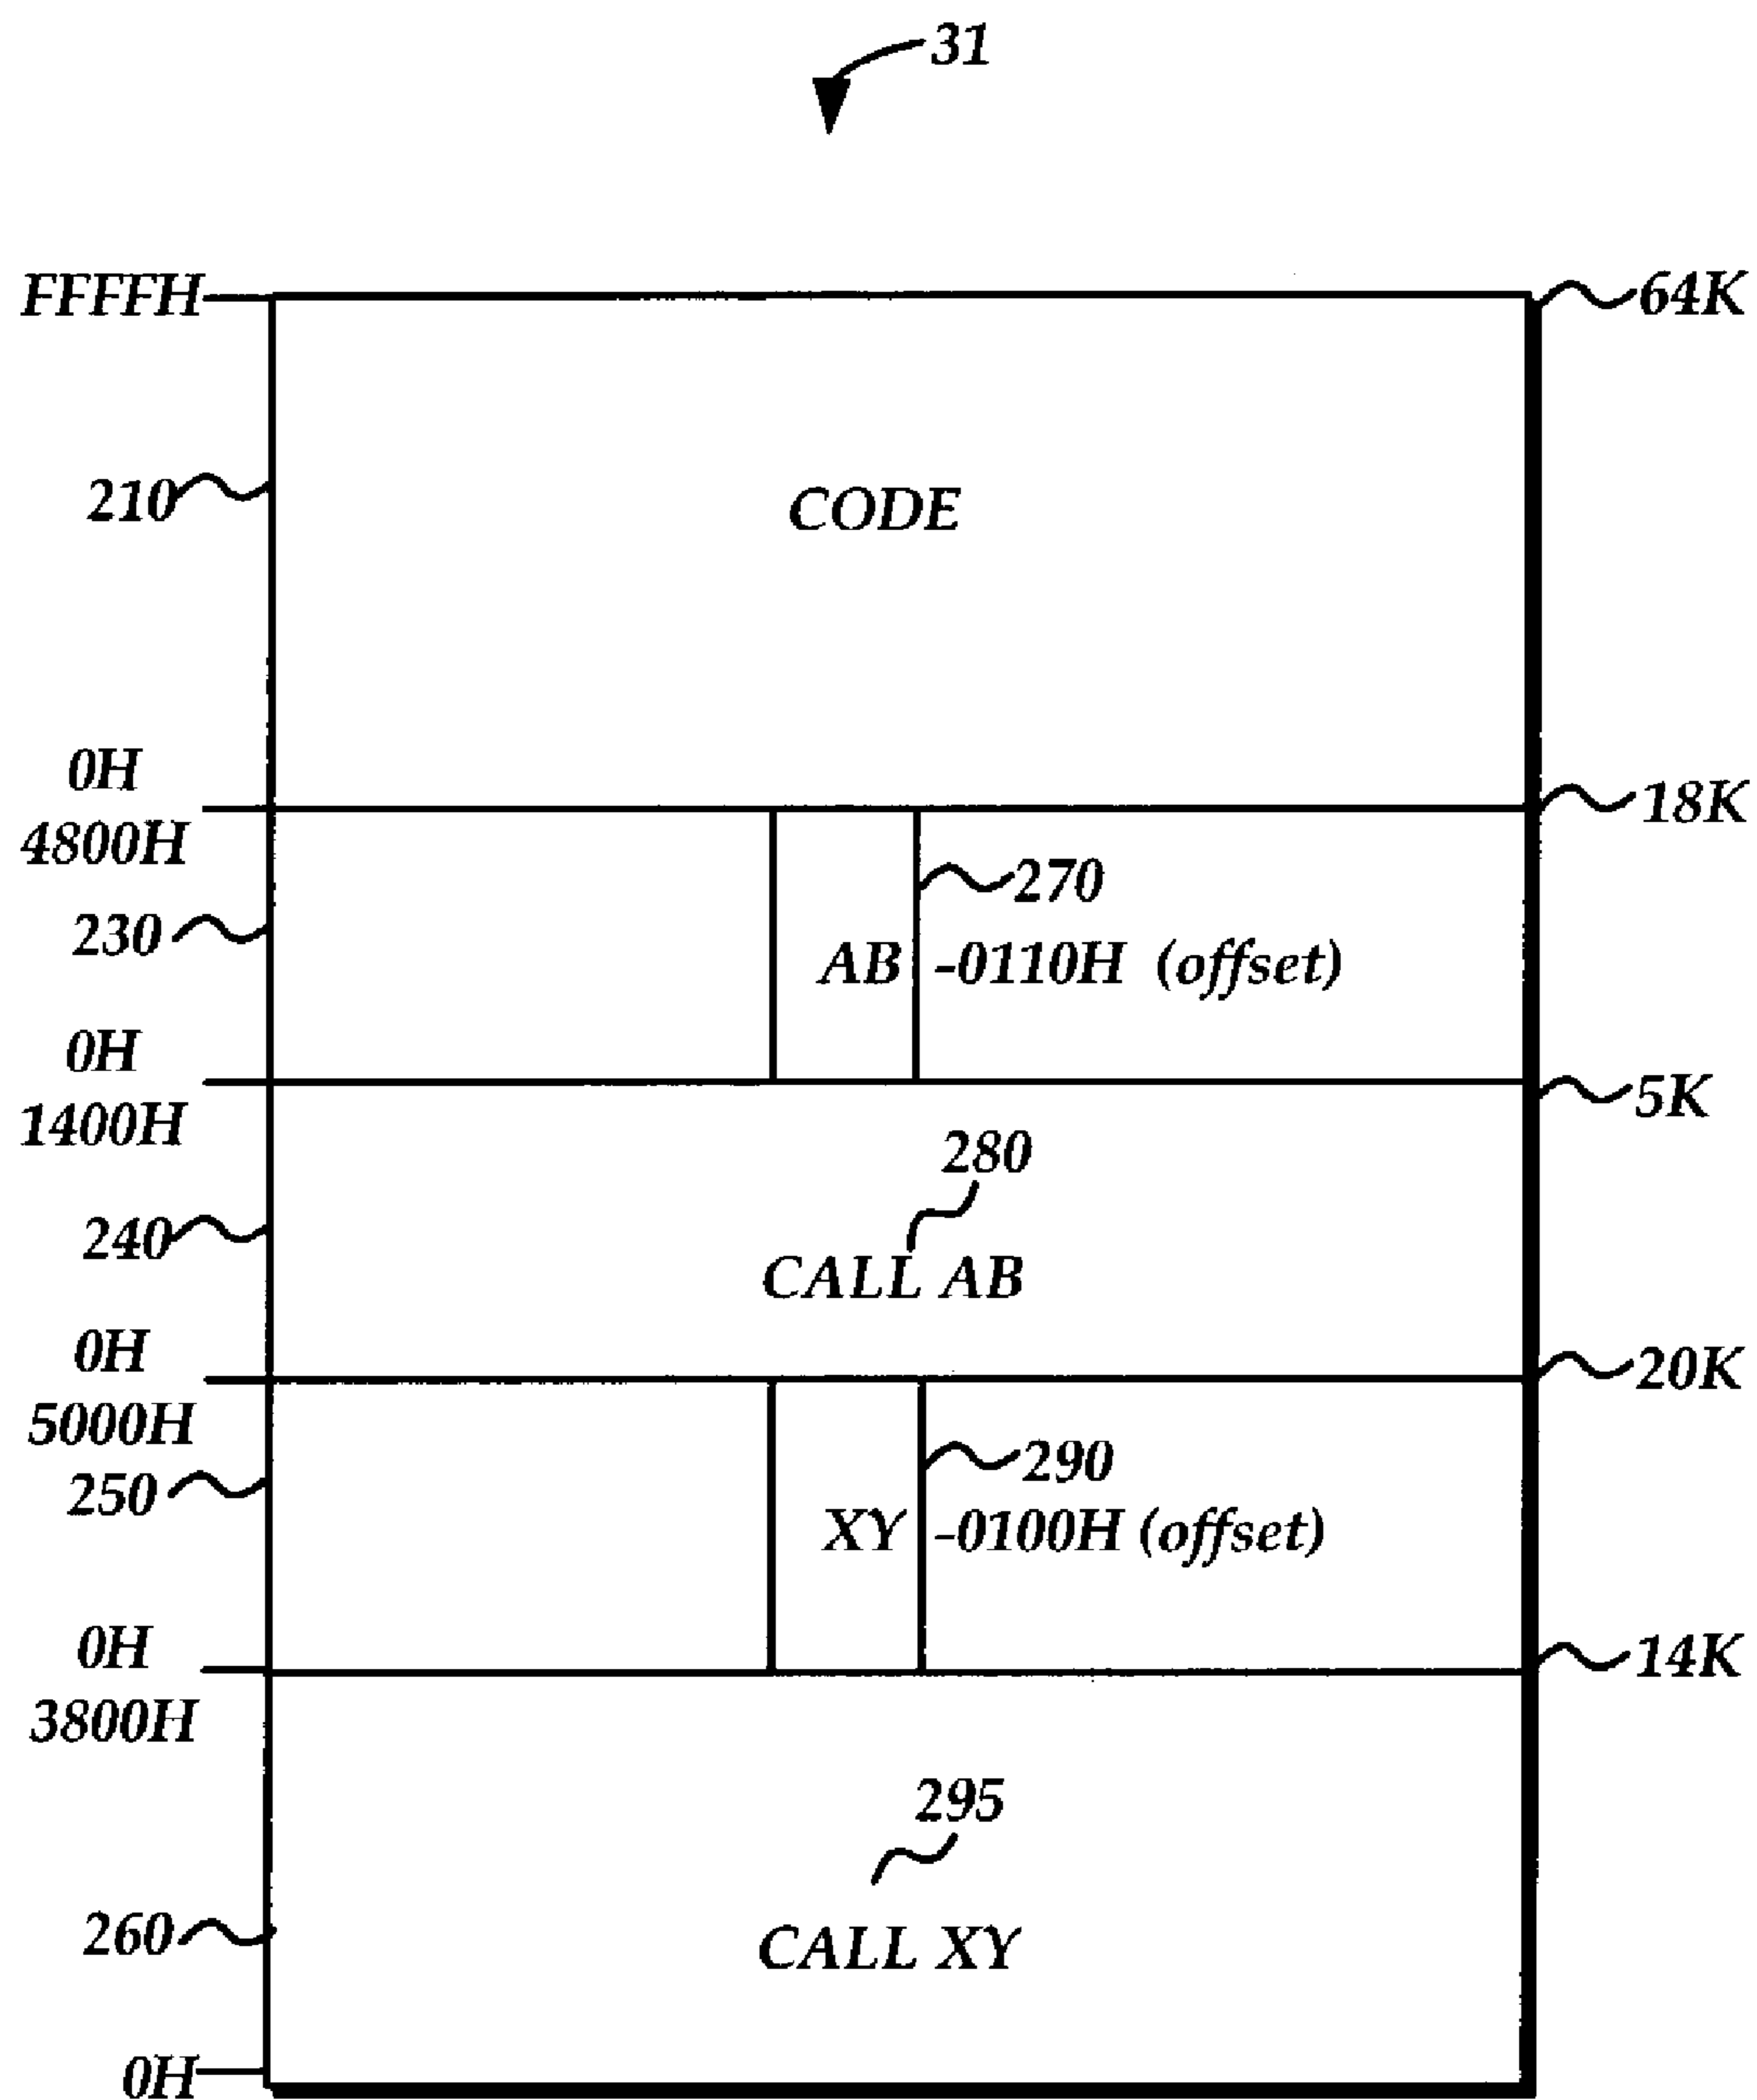 31
FFFFH 64K
210 CODE
0H
18K
4800H
270
230
AB -0110H (offset)
0H
5K
1400H
280
240
CALL AB
0H
20K
5000H
290
250
XY -0100H (offset)
0H
14K
3800H
295
260
CALL XY
0H